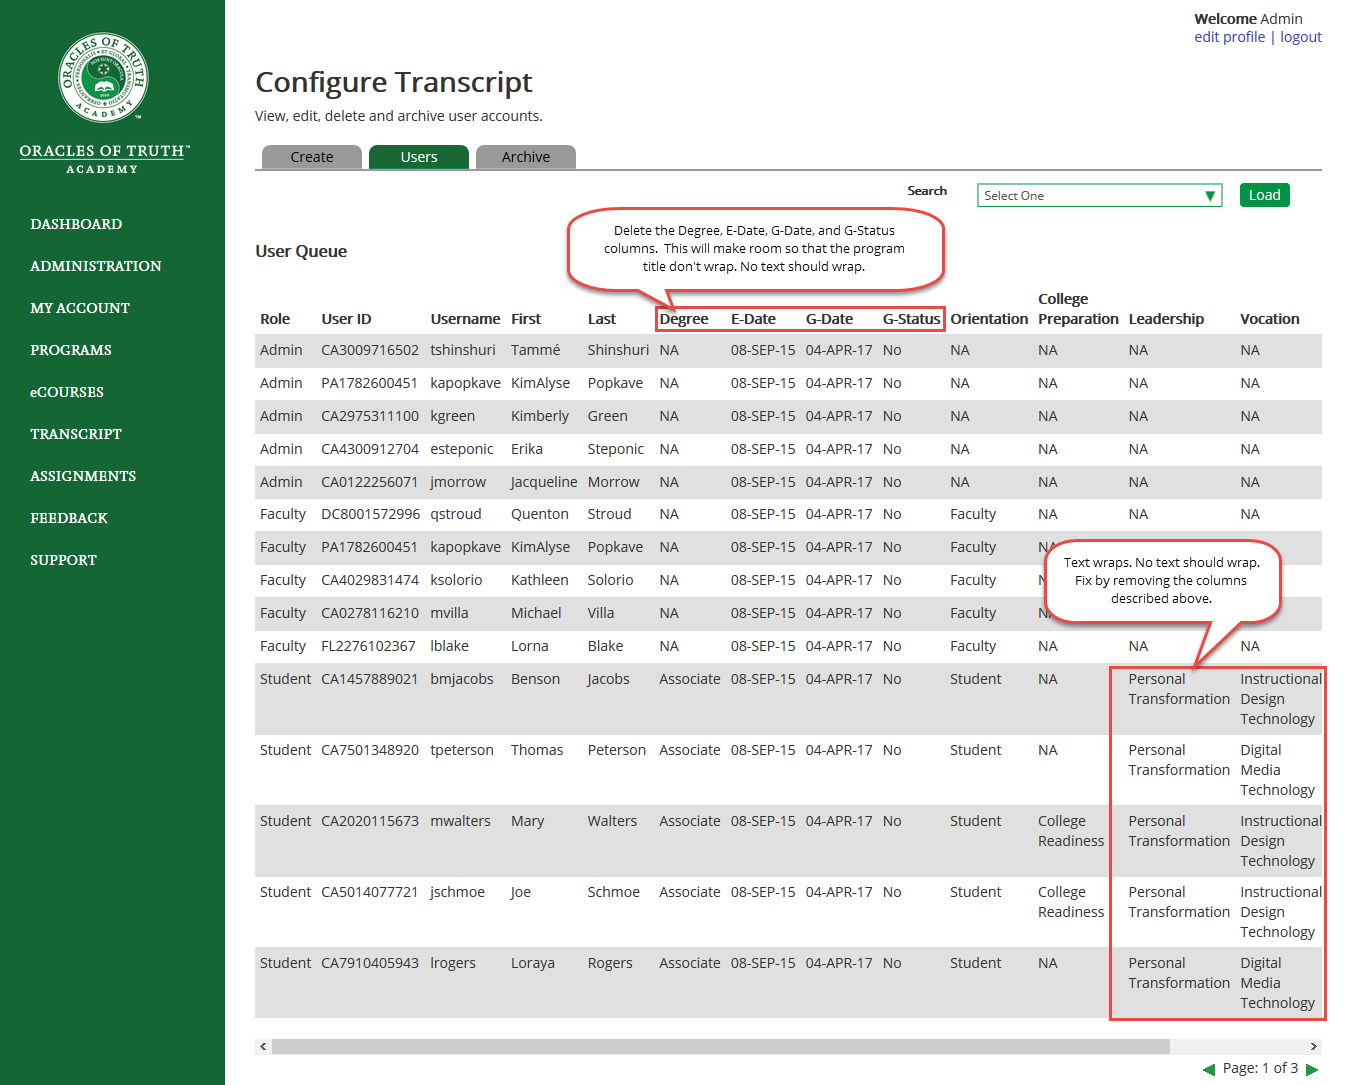 Welcome Admin
edit profile | logout
ORACLES OF TRUTH
ACADEMY
ORACLES OF TRUTH™
ACADEMY
DASHBOARD
ADMINISTRATION
MY ACCOUNT
PROGRAMS
eCOURSES
TRANSCRIPT
ASSIGNMENTS
FEEDBACK
SUPPORT
Configure Transcript
View, edit, delete and archive user accounts.
Create Users Archive
Search Select One Load
Delete the Degree, E-Date, G-Date, and G-Status
columns. This will make room so that the program
title don't wrap. No text should wrap.
User Queue
College
Role User ID Username First Last Degree E-Date G-Date G-Status Orientation Preparation Leadership Vocation
Admin CA3009716502 tshinshuri Tammé Shinshuri NA 08-SEP-15 04-APR-17 No NA NA NA NA
Admin PA1782600451 kapopkave KimAlyse Popkave NA 08-SEP-15 04-APR-17 No NA NA NA NA
Admin CA2975311100 kgreen Kimberly Green NA 08-SEP-15 04-APR-17 No NA NA NA NA
Admin CA4300912704 esteponic Erika Steponic NA 08-SEP-15 04-APR-17 No NA NA NA NA
Admin CA0122256071 jmorrow Jacqueline Morrow NA 08-SEP-15 04-APR-17 No NA NA NA NA
Faculty DC8001572996 qstroud Quenton Stroud NA 08-SEP-15 04-APR-17 No Faculty NA NA NA
Faculty PA1782600451 kapopkave KimAlyse Popkave NA 08-SEP-15 04-APR-17 No Faculty
Faculty CA4029831474 ksolorio Kathleen Solorio NA 08-SEP-15 04-APR-17 No Faculty
Faculty CA0278116210 mvilla Michael Villa NA 08-SEP-15 04-APR-17 No Faculty
Text wraps. No text should wrap.
Fix by removing the columns
described above.
Faculty FL2276102367 lblake Lorna Blake NA 08-SEP-15 04-APR-17 No Faculty NA NA NA
Student CA1457889021 bmjacobs Benson Jacobs Associate 08-SEP-15 04-APR-17 No Student NA Personal Instructional
Transformation Design
Technology
Student CA7501348920 tpeterson Thomas Peterson Associate 08-SEP-15 04-APR-17 No Student NA Personal Digital
Transformation Media
Technology
Student CA2020115673 mwalters Mary Walters Associate 08-SEP-15 04-APR-17 No Student College Personal Instructional
Readiness Transformation Design
Technology
Student CA5014077721 jschmoe Joe Schmoe Associate 08-SEP-15 04-APR-17 No Student College Personal Instructional
Readiness Transformation Design
Technology
Student CA7910405943 lrogers Loraya Rogers Associate 08-SEP-15 04-APR-17 No Student NA Personal Digital
Transformation Media
Technology
Page: 1 of 3